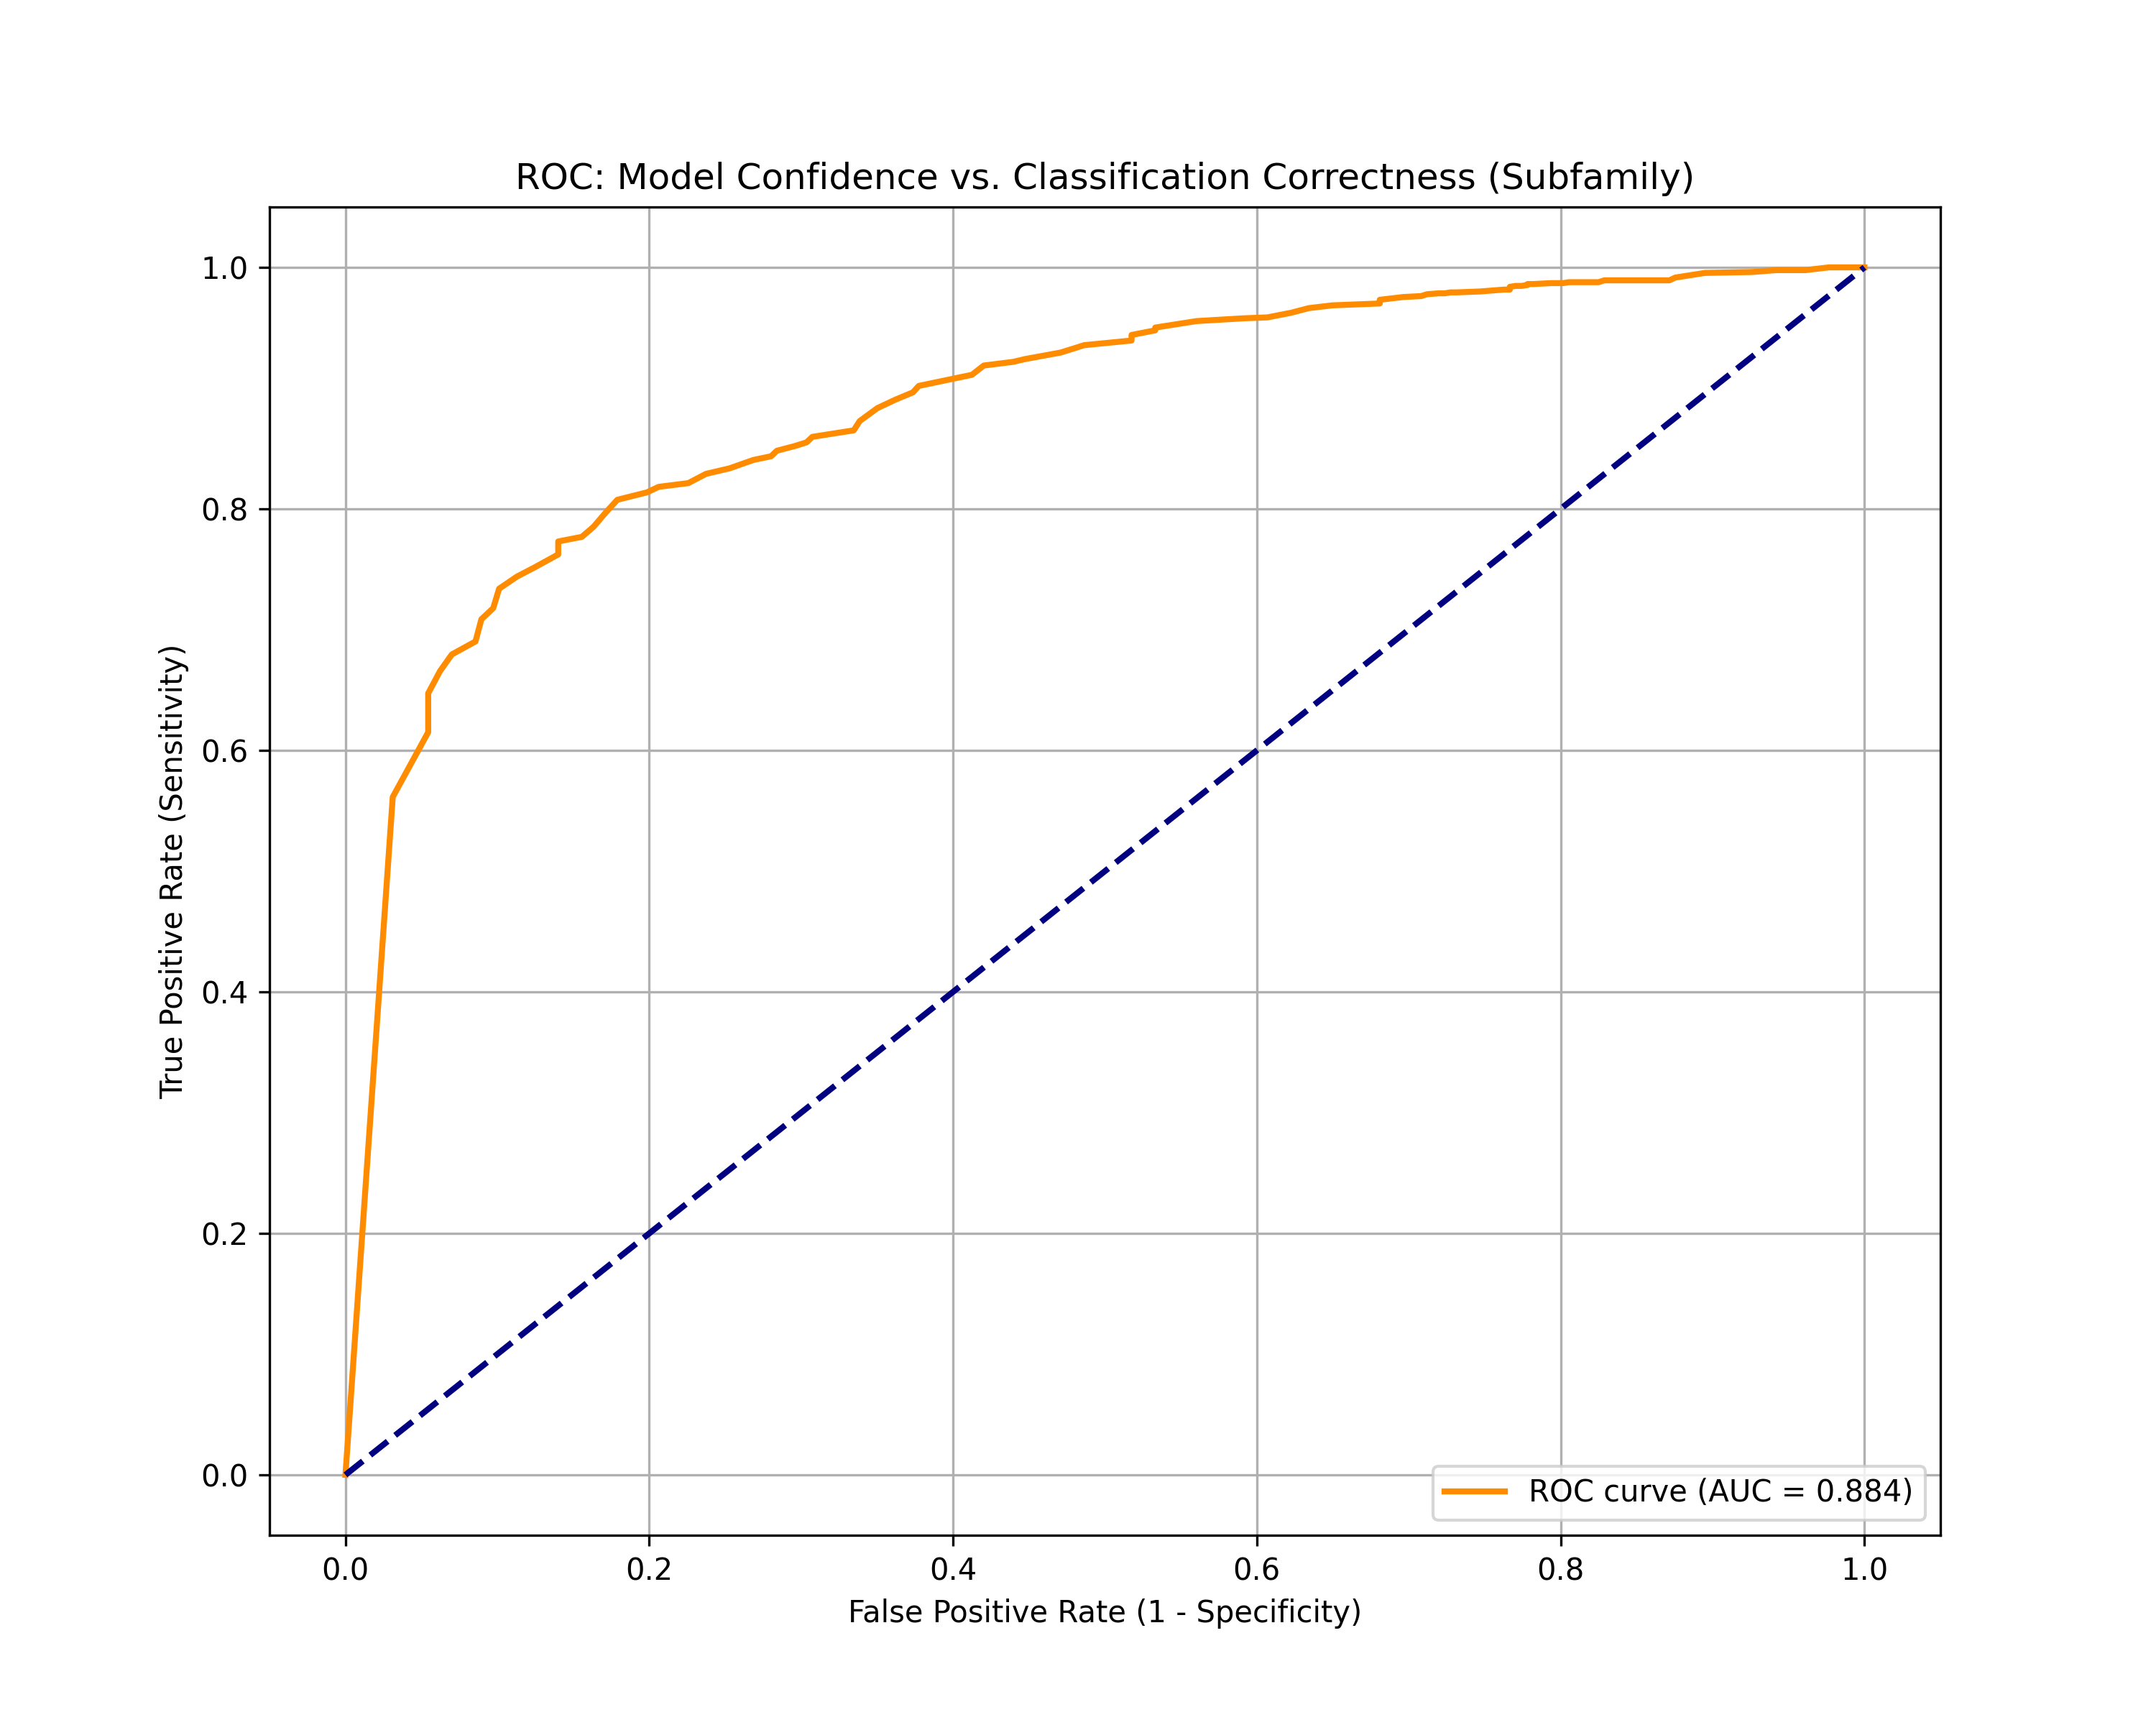 ROC: Model Confidence vs. Classification Correctness (Subfamily)
True Positive Rate (Sensitivity)
1.0
0.8
0.6
0.4
0.2
0.0
ROC curve (AUC = 0.884)
0.0 0.2 0.4 0.6 0.8 1.0
False Positive Rate (1 - Specificity)